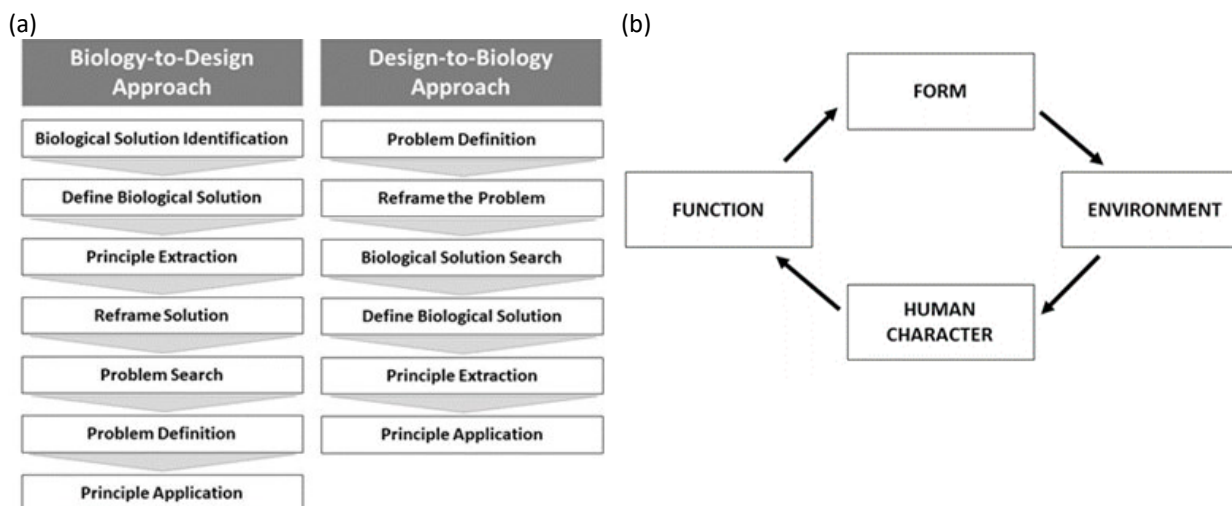 (a)
Biology-to-Design
Approach
Biological Solution Identification
Define Biological Solution
Principle Extraction
Reframe Solution
Problem Search
Problem Definition
Principle Application
Design-to-Biology
Approach
Problem Definition
Reframe the Problem
Biological Solution Search
Define Biological Solution
Principle Extraction
Principle Application
(b)
FORM
FUNCTION
ENVIRONMENT
HUMAN
CHARACTER